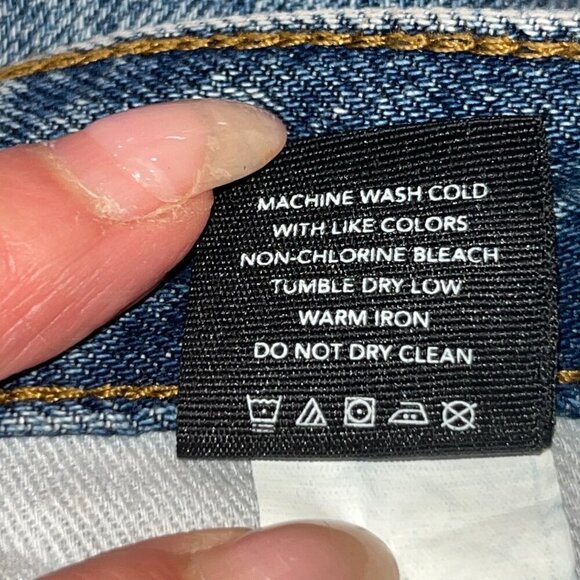 MACHINE WASH COLD
WITH LIKE COLORS
NON-CHLORINE BLEACH
TUMBLE DRY LOW
WARM IRON
DO NOT DRY CLEAN